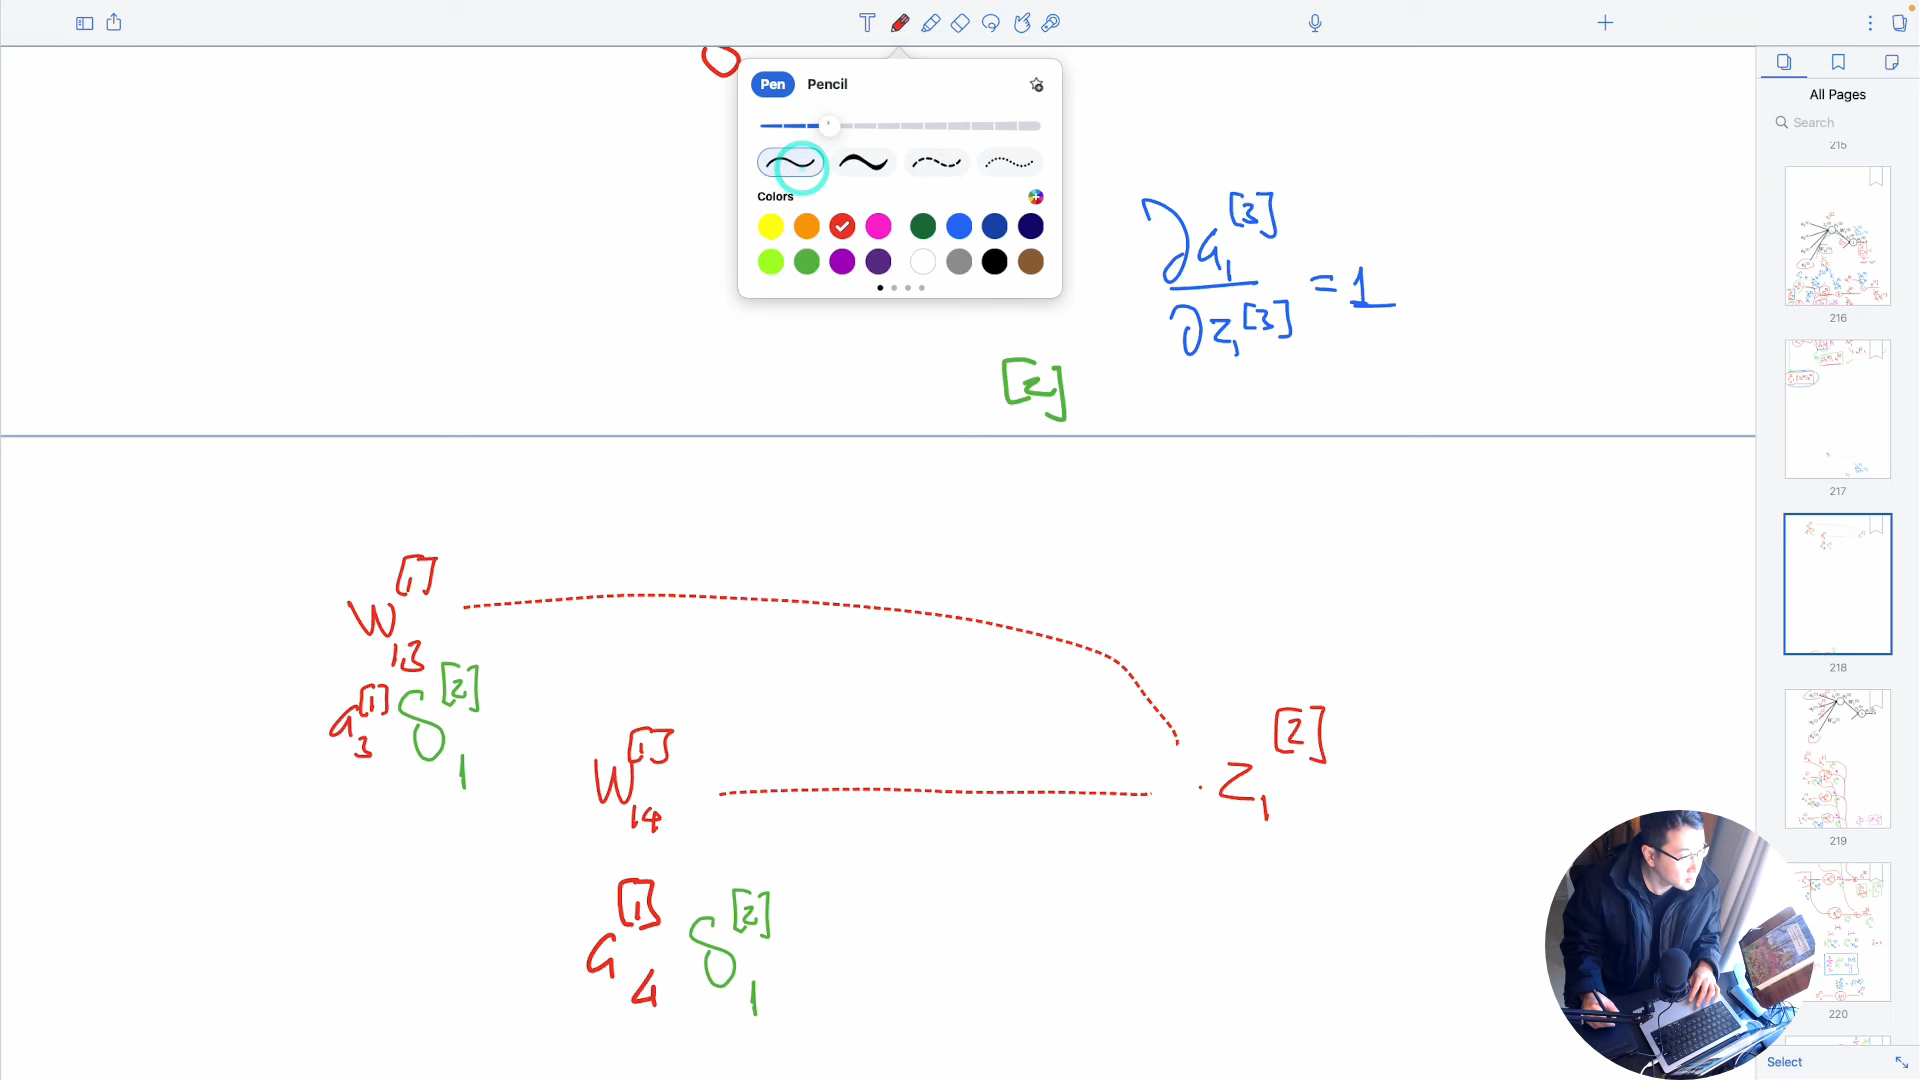 Pen Pencil
Colors
All Pages
Search
215
216
217
218
219
220
Select
∂a₁^[3]
∂z₁^[3]
= 1
[2]
W₁₃^[1]
a₃^[1] δ₁^[2]
W₁₄^[1]
· Z₁^[2]
a₄^[1] δ₁^[2]